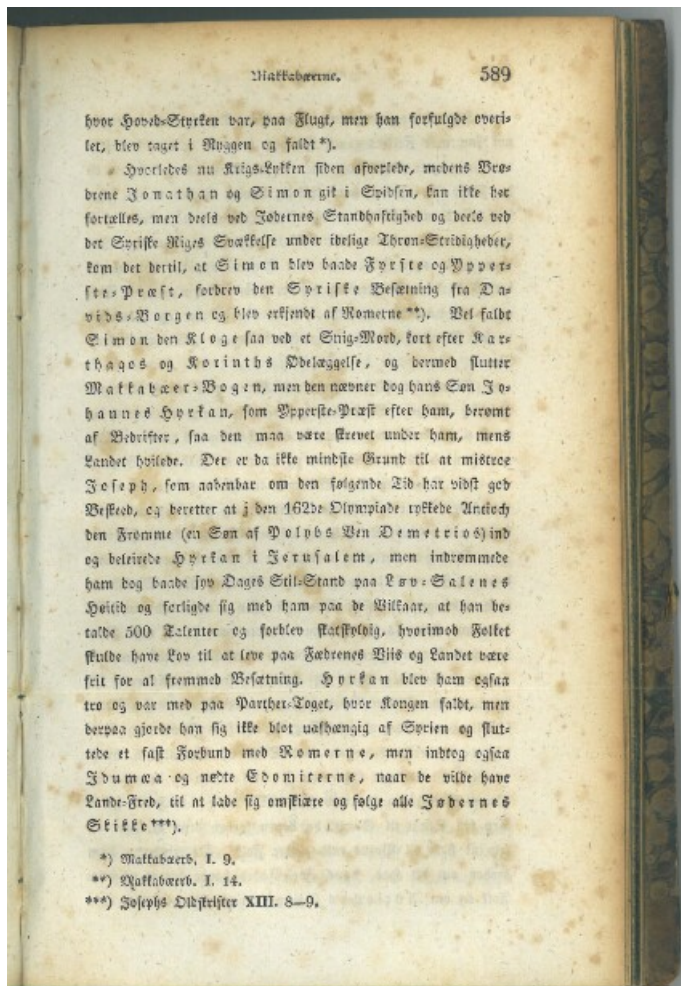 Makkabæerne. 589
hvor Hoved-Styrken var, paa Flugt, men han forfulgde overi-
let, blev taget i Ryggen og faldt *).
Hvorledes nu Krigs-Lykken siden afvexlede, medens Brø-
drene Jonathan og Simon gik i Spidsen, kan ikke her
fortælles, men deels ved Jødernes Standhaftighed og deels ved
det Syriske Riges Svækkelse under idelige Thron-Stridigheder,
kom det dertil, at Simon blev baade Fyrste og Ypper-
ste-Præst, fordrev den Syriske Besætning fra Da-
vids-Borgen og blev erkjendt af Romerne **). Vel faldt
Simon den Kloge saa ved et Snig-Mord, kort efter Kar-
thagos og Korinths Ødelæggelse, og dermed slutter
Makkabæer-Bogen, men den nævner dog hans Søn Jo-
hannes Hyrkan, som Ypperste-Præst efter ham, berømt
af Bedrifter, saa den maa være skrevet under ham, mens
Landet hvilede. Der er da ikke mindste Grund til at mistroe
Joseph, som aabenbar om den følgende Tid har vidst god
Beskeed, og beretter at i den 162de Olympiade rykkede Antioch
den Fromme (en Søn af Polybs Ven Demetrios) ind
og beleirede Hyrkan i Jerusalem, men indrømmede
ham dog baade syv Dages Stil-Stand paa Løv-Salenes
Høitid og forligde sig med ham paa de Vilkaar, at han be-
talde 500 Talenter og forblev skatskyldig, hvorimod Folket
skulde have Lov til at leve paa Fædrenes Viis og Landet være
frit for al fremmed Besætning. Hyrkan blev ham ogsaa
tro og var med paa Parther-Toget, hvor Kongen faldt, men
derpaa gjorde han sig ikke blot uafhængig af Syrien og slut-
tede et fast Forbund med Romerne, men indtog ogsaa
Idumæa og nødte Edomiterne, naar de vilde have
Lande-Fred, til at lade sig omskiære og følge alle Jødernes
Skikke ***).
*) Makkabæerb. I. 9.
**) Makkabæerb. I. 14.
***) Josephs Oldskrifter XIII. 8—9.